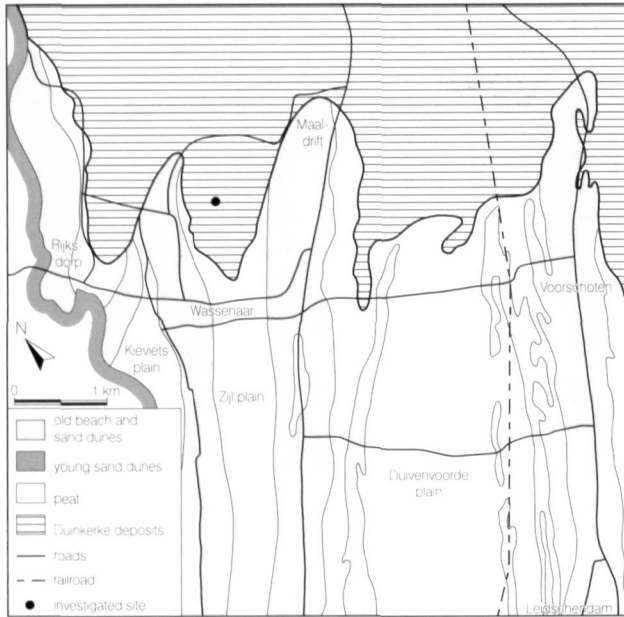 Maal-
drift
Rijks-
dorp
Voorschoten
Wassenaar
N
Kieviets
plain
0 1 km
Zijl plain
old beach and
sand dunes
young sand dunes
Duivenvoorde
plain
peat
Duinkerke deposits
roads
railroad
investigated site
Leidschendam